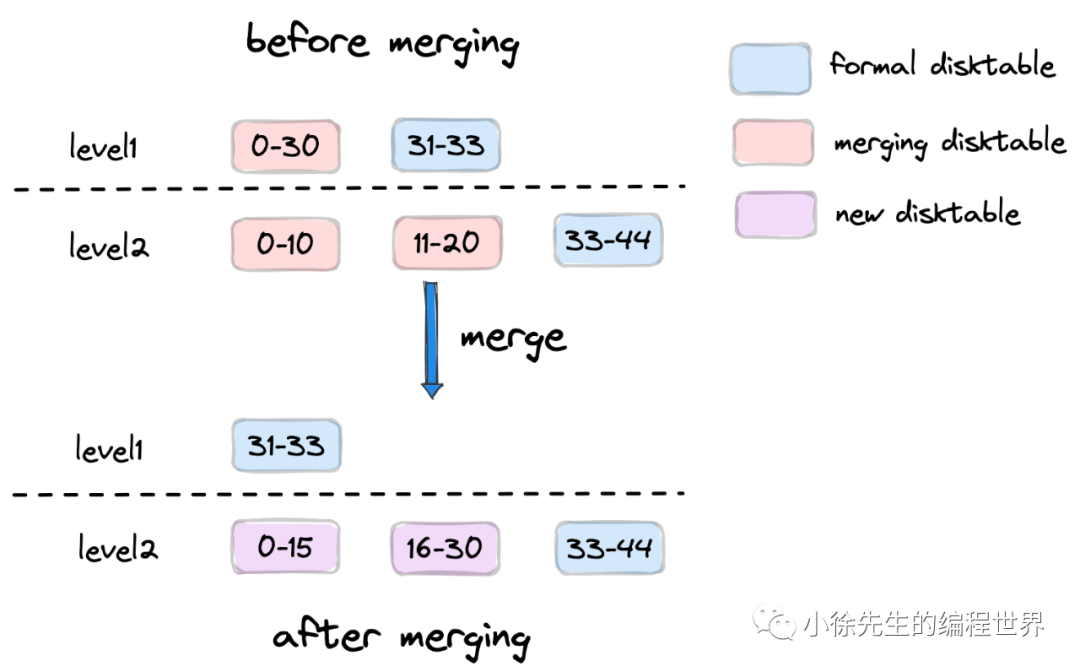 before merging
formal disktable
level1 0-30 31-33
merging disktable
level2 0-10 11-20 33-44
new disktable
merge
level1 31-33
level2 0-15 16-30 33-44
after merging
小徐先生的编程世界